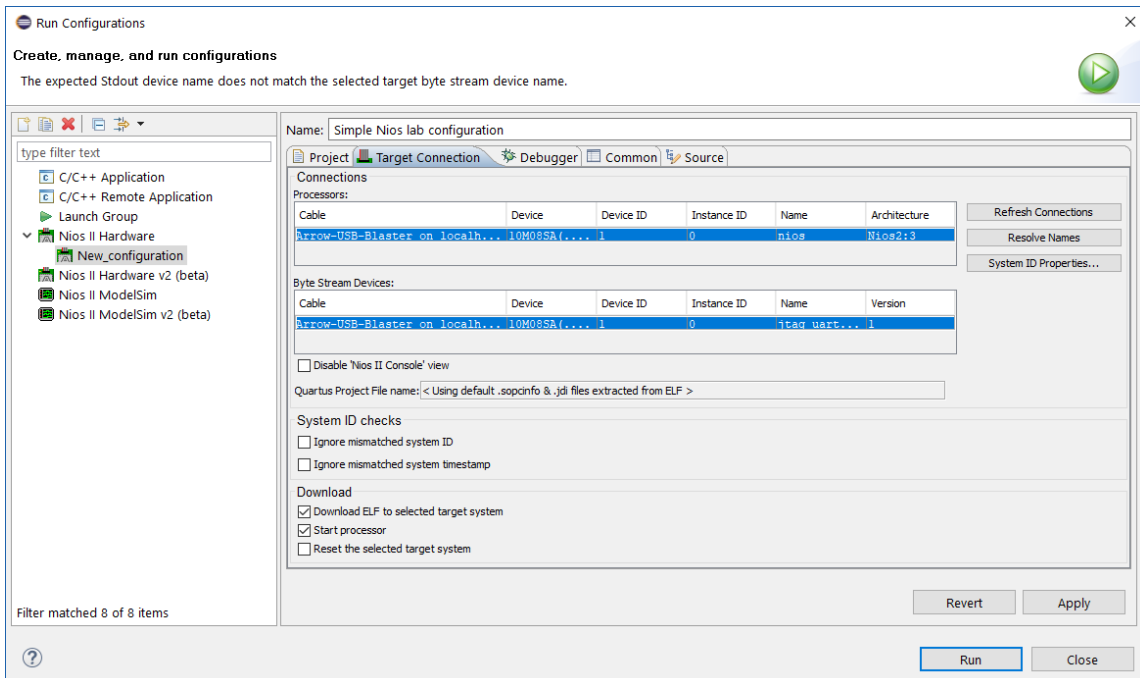 Run Configurations
Create, manage, and run configurations
The expected Stdout device name does not match the selected target byte stream device name.
type filter text
C/C++ Application
C/C++ Remote Application
Launch Group
Nios II Hardware
New_configuration
Nios II Hardware v2 (beta)
Nios II ModelSim
Nios II ModelSim v2 (beta)
Filter matched 8 of 8 items
Name: Simple Nios lab configuration
Project Target Connection Debugger Common Source
Connections
Processors:
Cable Device Device ID Instance ID Name Architecture
Arrow-USB-Blaster on localh... 10M08SA(.... 1 0 nios Nios2:3
Refresh Connections
Resolve Names
System ID Properties...
Byte Stream Devices:
Cable Device Device ID Instance ID Name Version
Arrow-USB-Blaster on localh... 10M08SA(.... 1 0 jtag_uart... 1
Disable 'Nios II Console' view
Quartus Project File name: < Using default .sopcinfo & .jdi files extracted from ELF >
System ID checks
Ignore mismatched system ID
Ignore mismatched system timestamp
Download
Download ELF to selected target system
Start processor
Reset the selected target system
Revert Apply
? Run Close